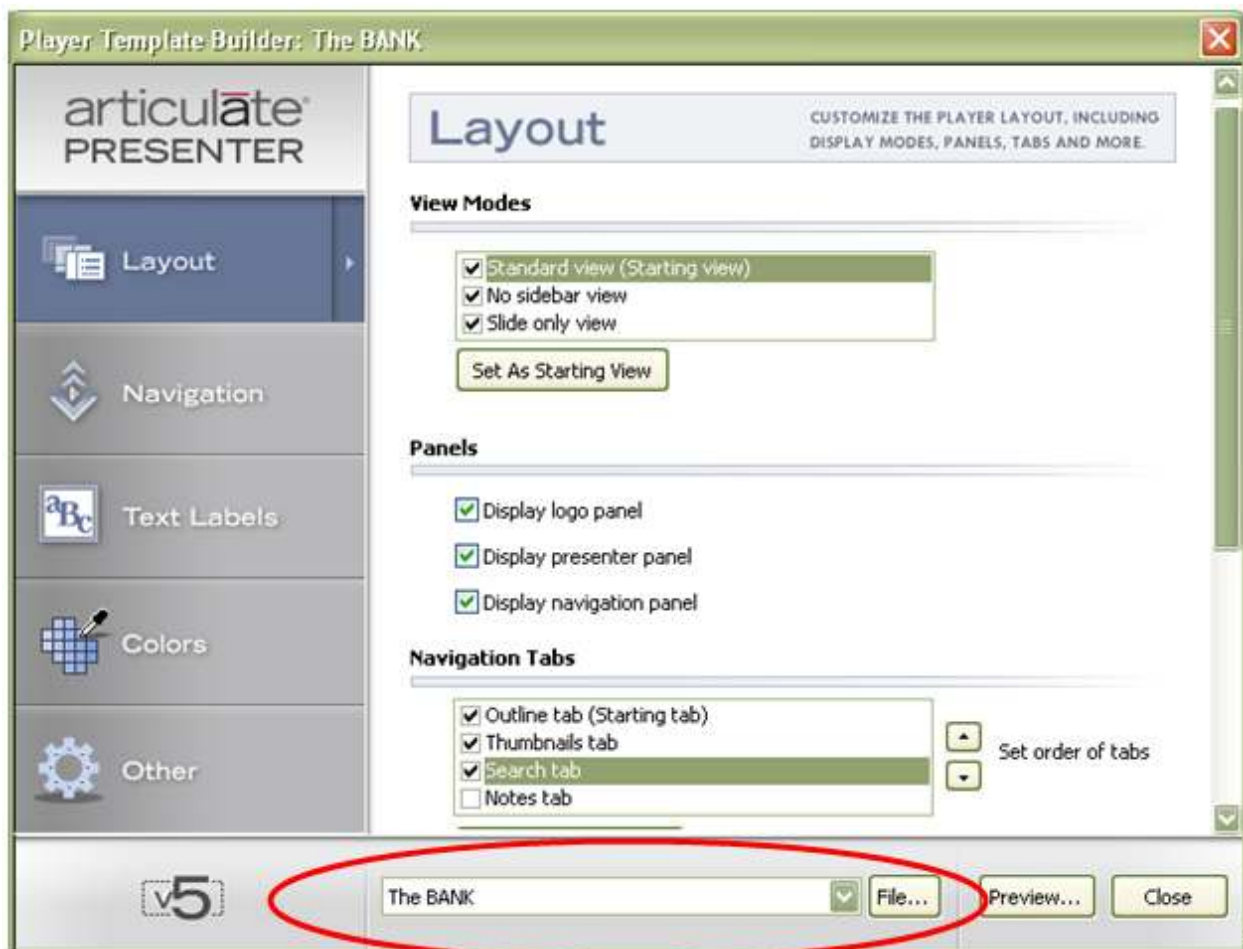 Player Template Builder: The BANK
articulāte®
PRESENTER
Layout
Navigation
Text Labels
Colors
Other
Layout
CUSTOMIZE THE PLAYER LAYOUT, INCLUDING
DISPLAY MODES, PANELS, TABS AND MORE.
View Modes
Standard view (Starting view)
No sidebar view
Slide only view
Set As Starting View
Panels
Display logo panel
Display presenter panel
Display navigation panel
Navigation Tabs
Outline tab (Starting tab)
Thumbnails tab
Search tab
Notes tab
Set order of tabs
v5
The BANK
File...
Preview...
Close
aBc